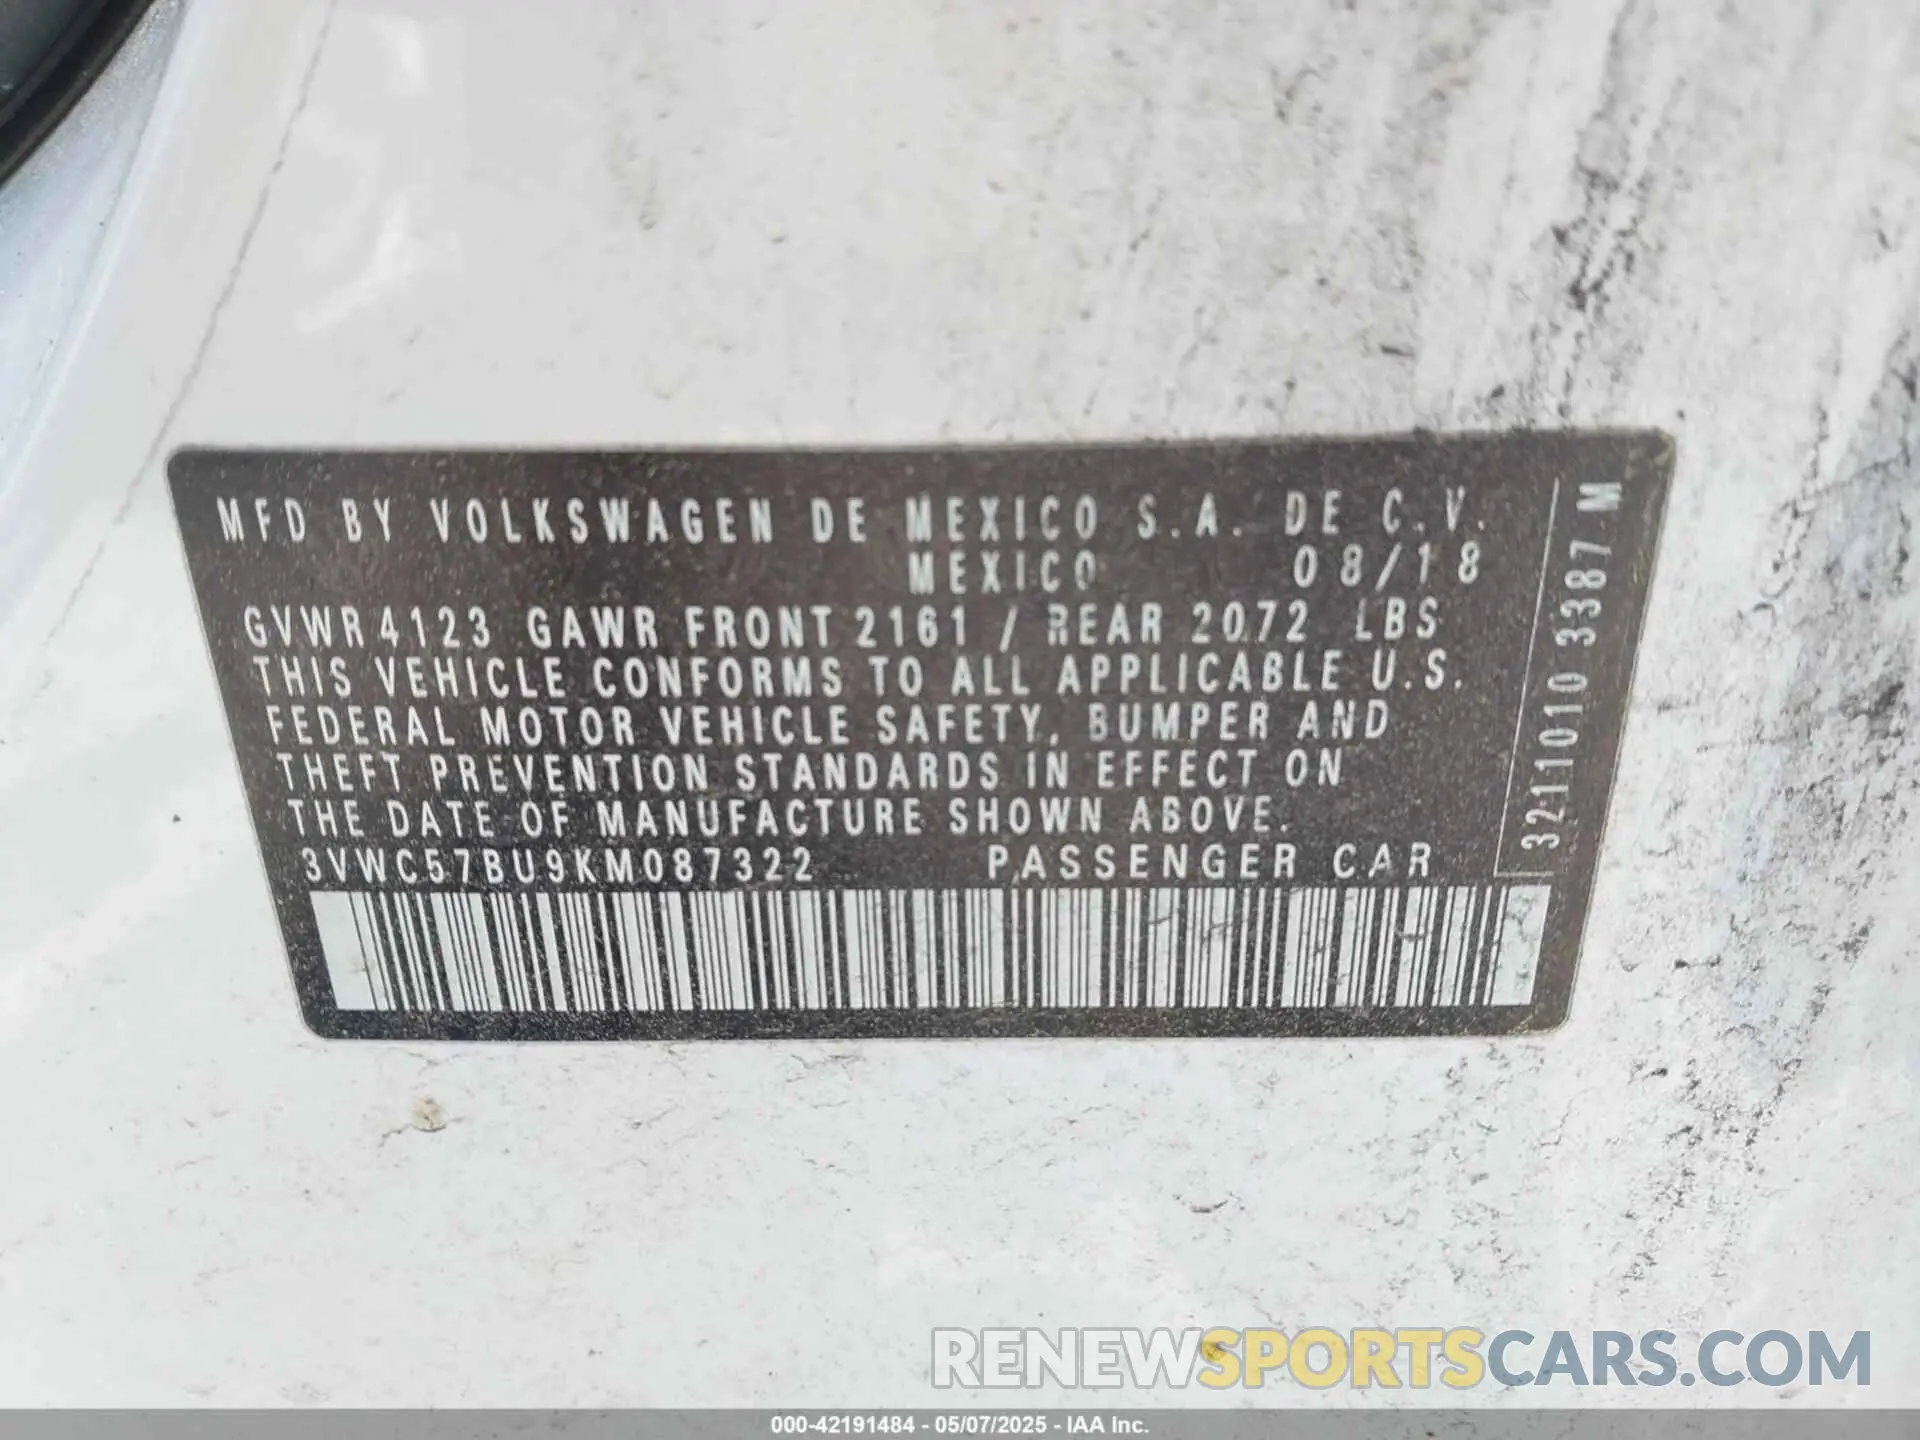 MFD BY VOLKSWAGEN DE MEXICO S.A. DE C.V.
MEXICO 08/18
GVWR 4123 GAWR FRONT 2161 / REAR 2072 LBS
THIS VEHICLE CONFORMS TO ALL APPLICABLE U.S.
FEDERAL MOTOR VEHICLE SAFETY, BUMPER AND
THEFT PREVENTION STANDARDS IN EFFECT ON
THE DATE OF MANUFACTURE SHOWN ABOVE.
3VWC57BU9KM087322 PASSENGER CAR
3211010 3387 M
RENEWSPORTSCARS.COM
000-42191484 - 05/07/2025 - IAA Inc.